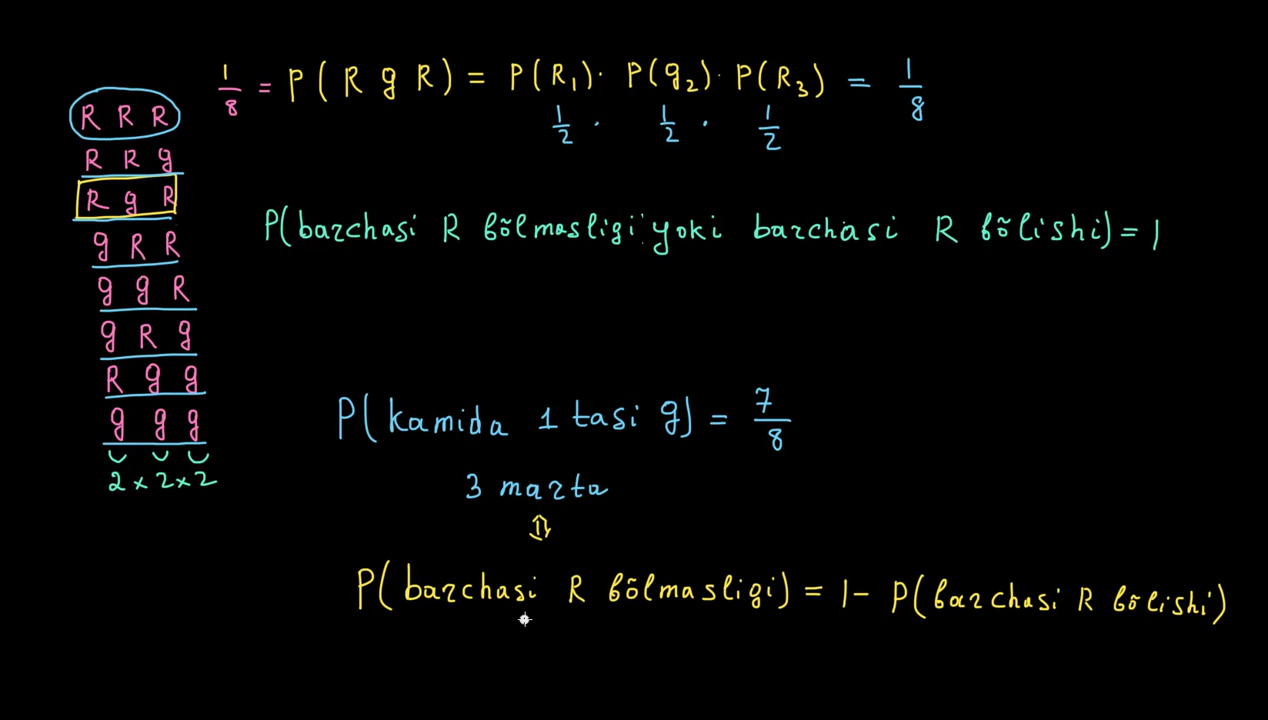 1/8 = P(R g R) = P(R₁) · P(g₂) · P(R₃) = 1/8
1/2 · 1/2 · 1/2
R R R
R R g
R g R
g R R
g g R
g R g
R g g
g g g
2 × 2 × 2
P(barchasi R bõlmasligi yoki barchasi R bõlishi) = 1
P(kamida 1 tasi g) = 7/8
3 marta
⇕
P(barchasi R bõlmasligi) = 1 - P(barchasi R bõlishi)